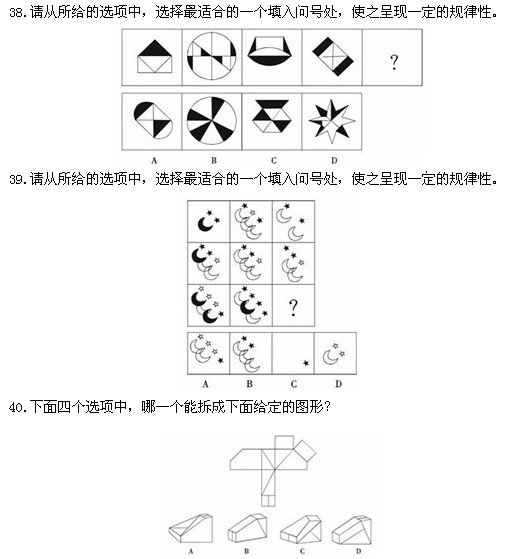 38.请从所给的选项中，选择最适合的一个填入问号处，使之呈现一定的规律性。
?
A B C D
39.请从所给的选项中，选择最适合的一个填入问号处，使之呈现一定的规律性。
?
A B C D
40.下面四个选项中，哪一个能拆成下面给定的图形？
A B C D